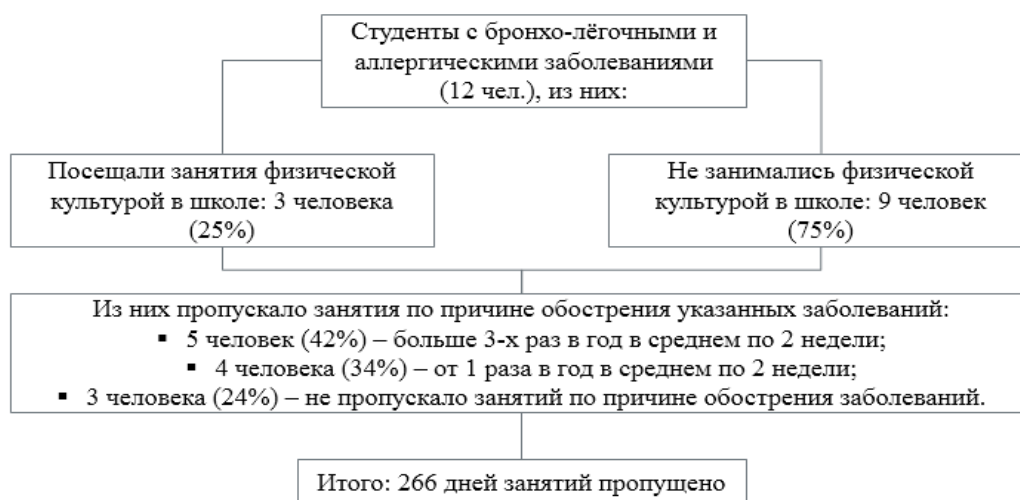 Студенты с бронхо-лёгочными и
аллергическими заболеваниями
(12 чел.), из них:
Посещали занятия физической
культурой в школе: 3 человека
(25%)
Не занимались физической
культурой в школе: 9 человек
(75%)
Из них пропускало занятия по причине обострения указанных заболеваний:
▪ 5 человек (42%) – больше 3-х раз в год в среднем по 2 недели;
▪ 4 человека (34%) – от 1 раза в год в среднем по 2 недели;
▪ 3 человека (24%) – не пропускало занятий по причине обострения заболеваний.
Итого: 266 дней занятий пропущено